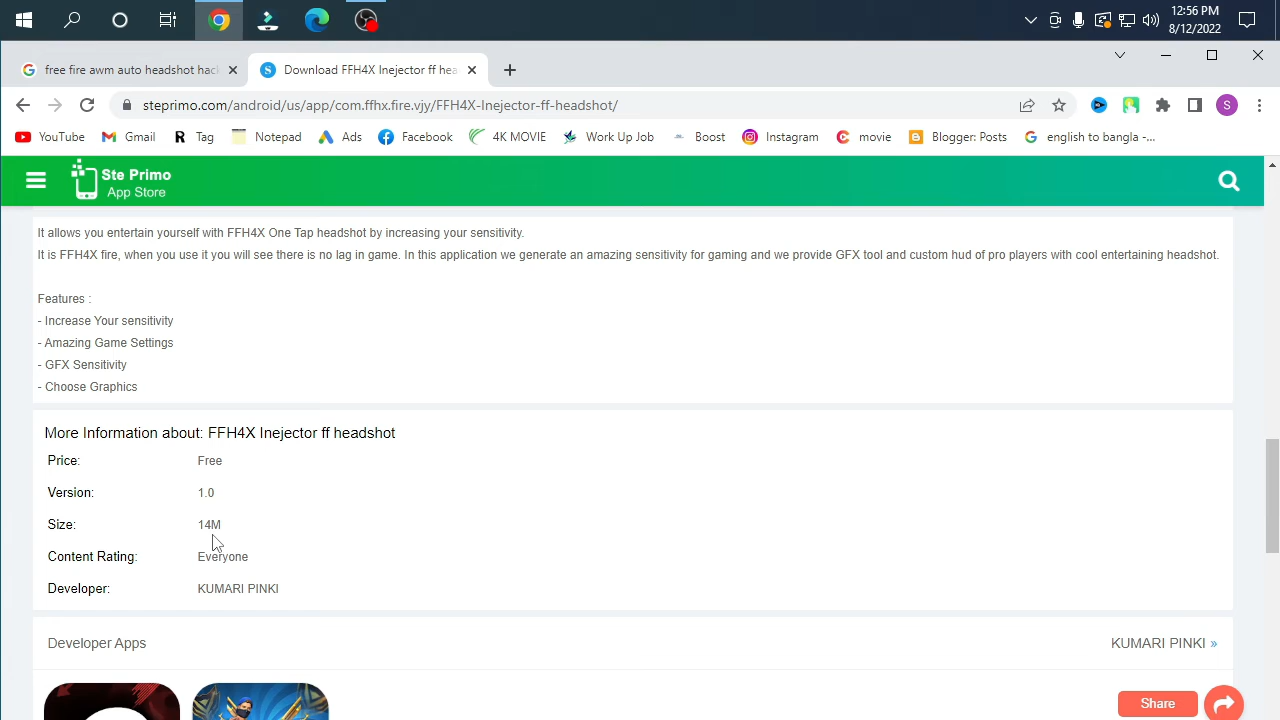 12:56 PM
8/12/2022
free fire awm auto headshot hac
Download FFH4X Inejector ff hea
steprimo.com/android/us/app/com.ffhx.fire.vjy/FFH4X-Inejector-ff-headshot/
S
YouTube Gmail Tag Notepad Ads Facebook 4K MOVIE Work Up Job Boost Instagram movie Blogger: Posts english to bangla -...
Ste Primo
App Store
It allows you entertain yourself with FFH4X One Tap headshot by increasing your sensitivity.
It is FFH4X fire, when you use it you will see there is no lag in game. In this application we generate an amazing sensitivity for gaming and we provide GFX tool and custom hud of pro players with cool entertaining headshot.
Features :
- Increase Your sensitivity
- Amazing Game Settings
- GFX Sensitivity
- Choose Graphics
More Information about: FFH4X Inejector ff headshot
Price: Free
Version: 1.0
Size: 14M
Content Rating: Everyone
Developer: KUMARI PINKI
Developer Apps KUMARI PINKI »
Share